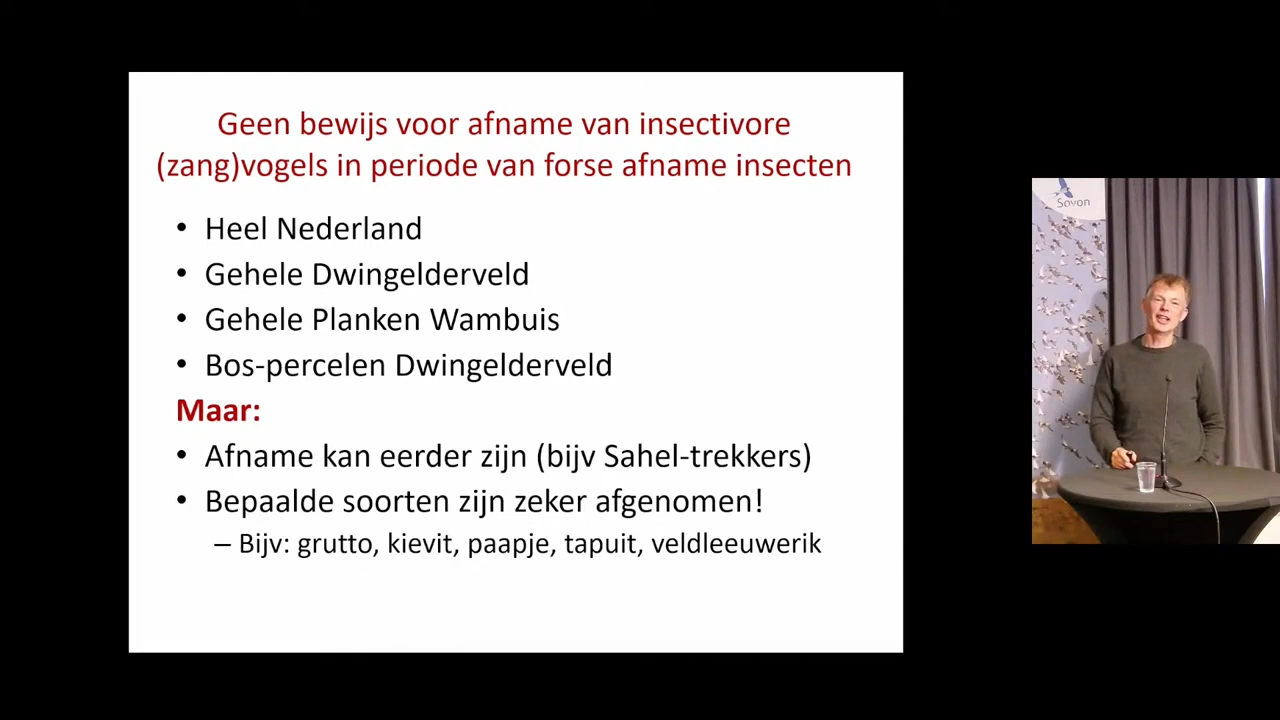 Geen bewijs voor afname van insectivore
(zang)vogels in periode van forse afname insecten
• Heel Nederland
• Gehele Dwingelderveld
• Gehele Planken Wambuis
• Bos-percelen Dwingelderveld
Maar:
• Afname kan eerder zijn (bijv Sahel-trekkers)
• Bepaalde soorten zijn zeker afgenomen!
– Bijv: grutto, kievit, paapje, tapuit, veldleeuwerik
Sovon